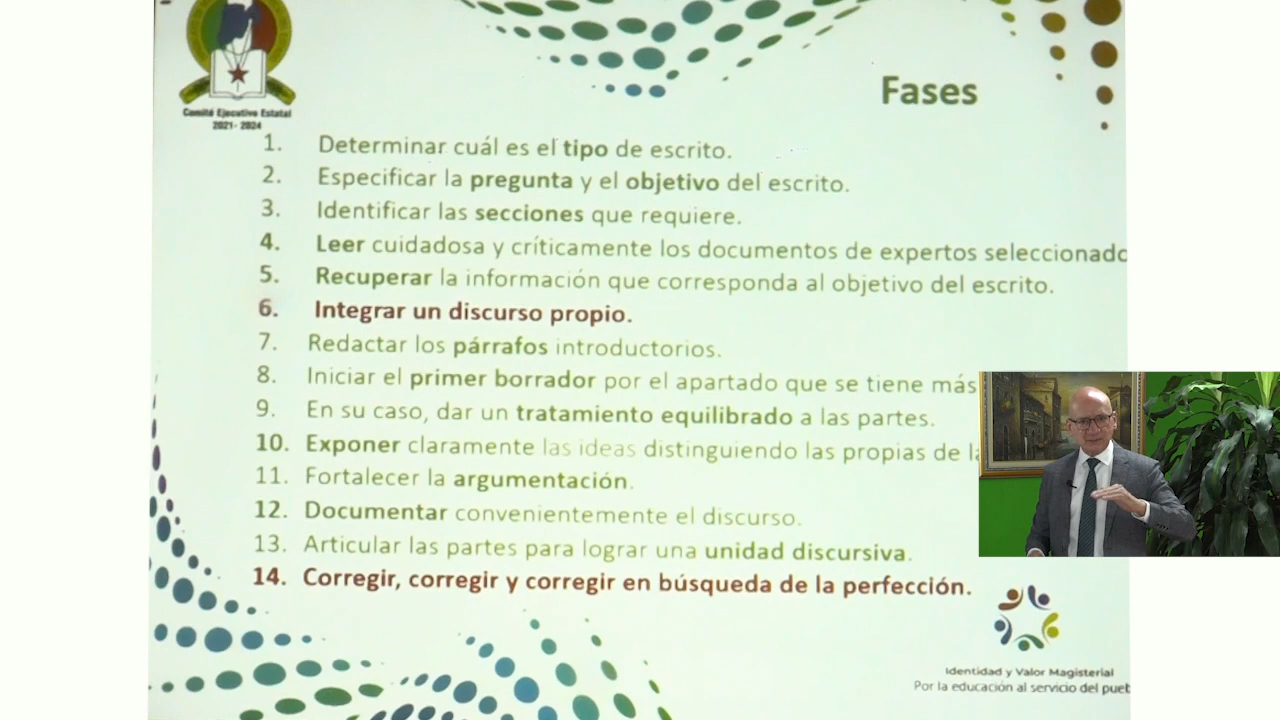 Comité Ejecutivo Estatal
2021- 2024
Fases
1. Determinar cuál es el tipo de escrito.
2. Especificar la pregunta y el objetivo del escrito.
3. Identificar las secciones que requiere.
4. Leer cuidadosa y críticamente los documentos de expertos seleccionado
5. Recuperar la información que corresponda al objetivo del escrito.
6. Integrar un discurso propio.
7. Redactar los párrafos introductorios.
8. Iniciar el primer borrador por el apartado que se tiene más
9. En su caso, dar un tratamiento equilibrado a las partes.
10. Exponer claramente las ideas distinguiendo las propias de la
11. Fortalecer la argumentación.
12. Documentar convenientemente el discurso.
13. Articular las partes para lograr una unidad discursiva.
14. Corregir, corregir y corregir en búsqueda de la perfección.
Identidad y Valor Magisterial
Por la educación al servicio del pueb